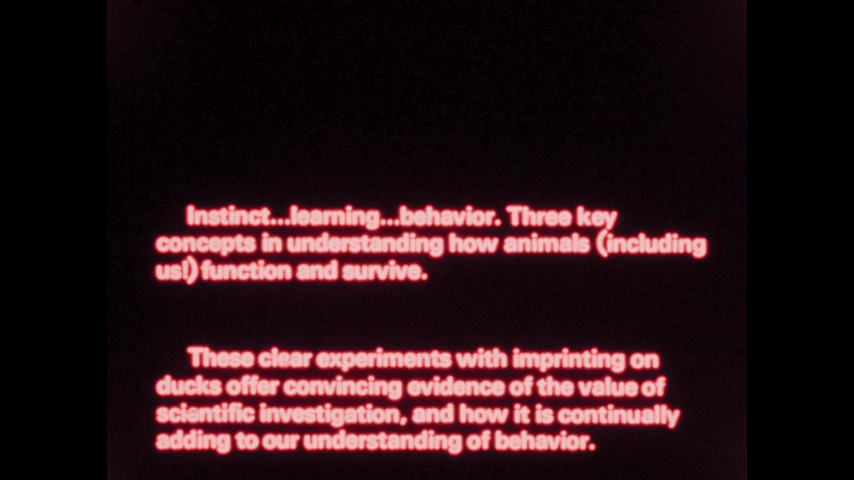 Instinct...learning...behavior. Three key
concepts in understanding how animals (including
us!) function and survive.
These clear experiments with imprinting on
ducks offer convincing evidence of the value of
scientific investigation, and how it is continually
adding to our understanding of behavior.